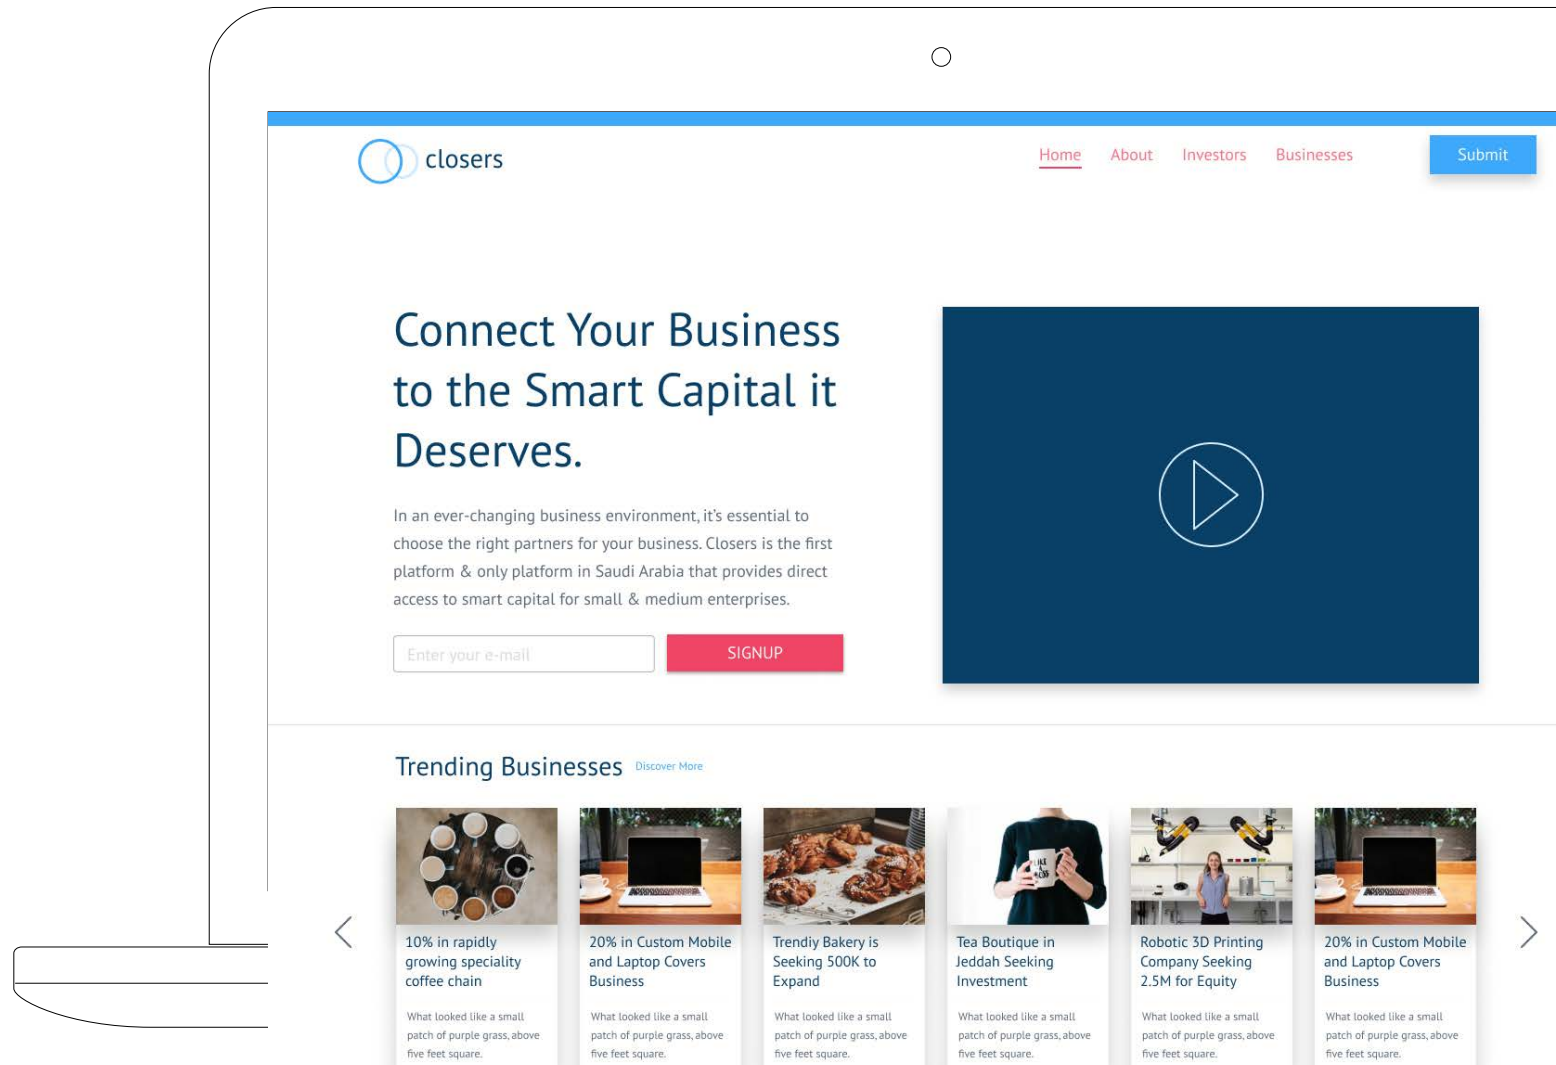 closers
Home About Investors Businesses Submit
Connect Your Business
to the Smart Capital it
Deserves.
In an ever-changing business environment, it's essential to
choose the right partners for your business. Closers is the first
platform & only platform in Saudi Arabia that provides direct
access to smart capital for small & medium enterprises.
Enter your e-mail
SIGNUP
Trending Businesses Discover More
LIKE
A
BOSS
10% in rapidly
growing speciality
coffee chain
What looked like a small
patch of purple grass, above
five feet square.
20% in Custom Mobile
and Laptop Covers
Business
What looked like a small
patch of purple grass, above
five feet square.
Trendiy Bakery is
Seeking 500K to
Expand
What looked like a small
patch of purple grass, above
five feet square.
Tea Boutique in
Jeddah Seeking
Investment
What looked like a small
patch of purple grass, above
five feet square.
Robotic 3D Printing
Company Seeking
2.5M for Equity
What looked like a small
patch of purple grass, above
five feet square.
20% in Custom Mobile
and Laptop Covers
Business
What looked like a small
patch of purple grass, above
five feet square.